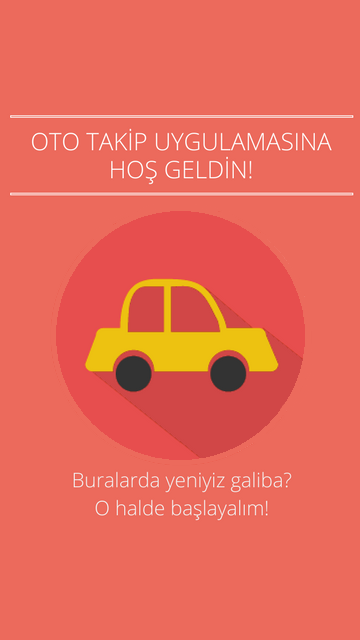 OTO TAKİP UYGULAMASINA
HOŞ GELDİN!
Buralarda yeniyiz galiba?
O halde başlayalım!